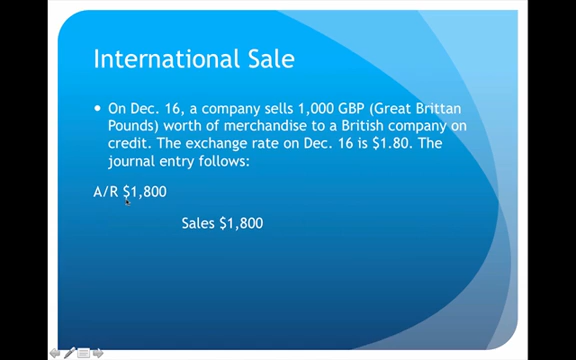 International Sale
• On Dec. 16, a company sells 1,000 GBP (Great Brittan
Pounds) worth of merchandise to a British company on
credit. The exchange rate on Dec. 16 is $1.80. The
journal entry follows:
A/R $1,800
Sales $1,800